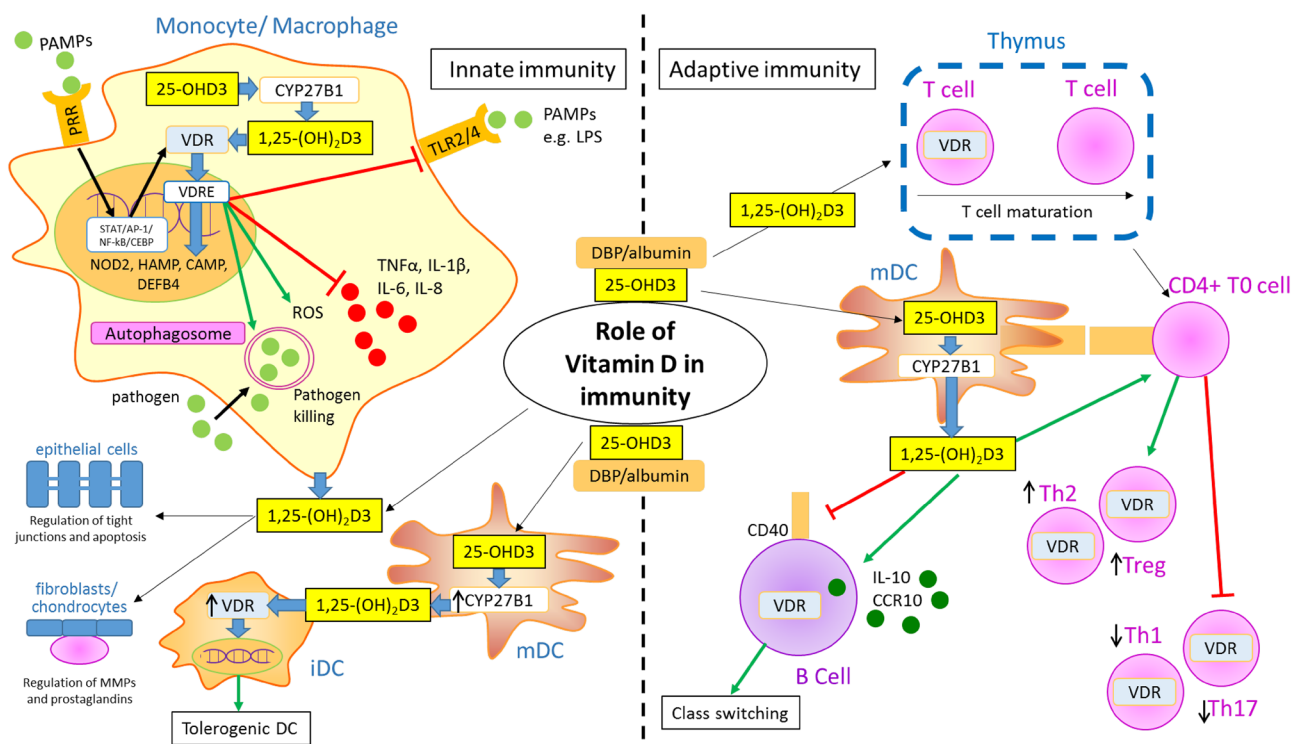 Monocyte/ Macrophage
PAMPs
PRR
25-OHD3
CYP27B1
VDR
1,25-(OH)2D3
VDRE
STAT/AP-1/
NF-kB/CEBP
NOD2, HAMP, CAMP,
DEFB4
TLR2/4
PAMPs
e.g. LPS
TNFα, IL-1β,
IL-6, IL-8
ROS
Autophagosome
pathogen
Pathogen
killing
Innate immunity
Adaptive immunity
Thymus
T cell
T cell
VDR
T cell maturation
1,25-(OH)2D3
DBP/albumin
25-OHD3
Role of
Vitamin D in
immunity
25-OHD3
DBP/albumin
mDC
25-OHD3
CYP27B1
1,25-(OH)2D3
CD4+ T0 cell
Th2
VDR
VDR
Treg
Th1
VDR
VDR
Th17
CD40
VDR
IL-10
CCR10
B Cell
Class switching
epithelial cells
Regulation of tight
junctions and apoptosis
1,25-(OH)2D3
fibroblasts/
chondrocytes
Regulation of MMPs
and prostaglandins
25-OHD3
CYP27B1
mDC
1,25-(OH)2D3
VDR
iDC
Tolerogenic DC